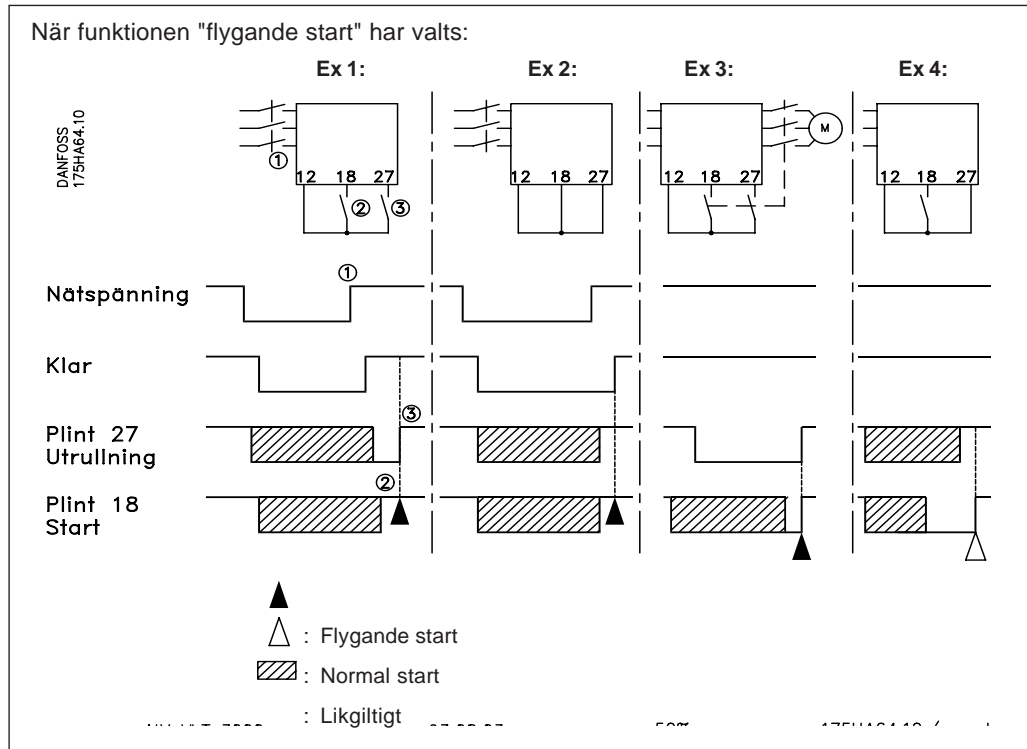 När funktionen "flygande start" har valts:
Ex 1: Ex 2: Ex 3: Ex 4:
DANFOSS
175HA64.10
M
①
12 18 27 12 18 27 12 18 27 12 18 27
② ③
①
Nätspänning
Klar
③
Plint 27
Utrullning
②
Plint 18
Start
: Flygande start
: Normal start
: Likgiltigt